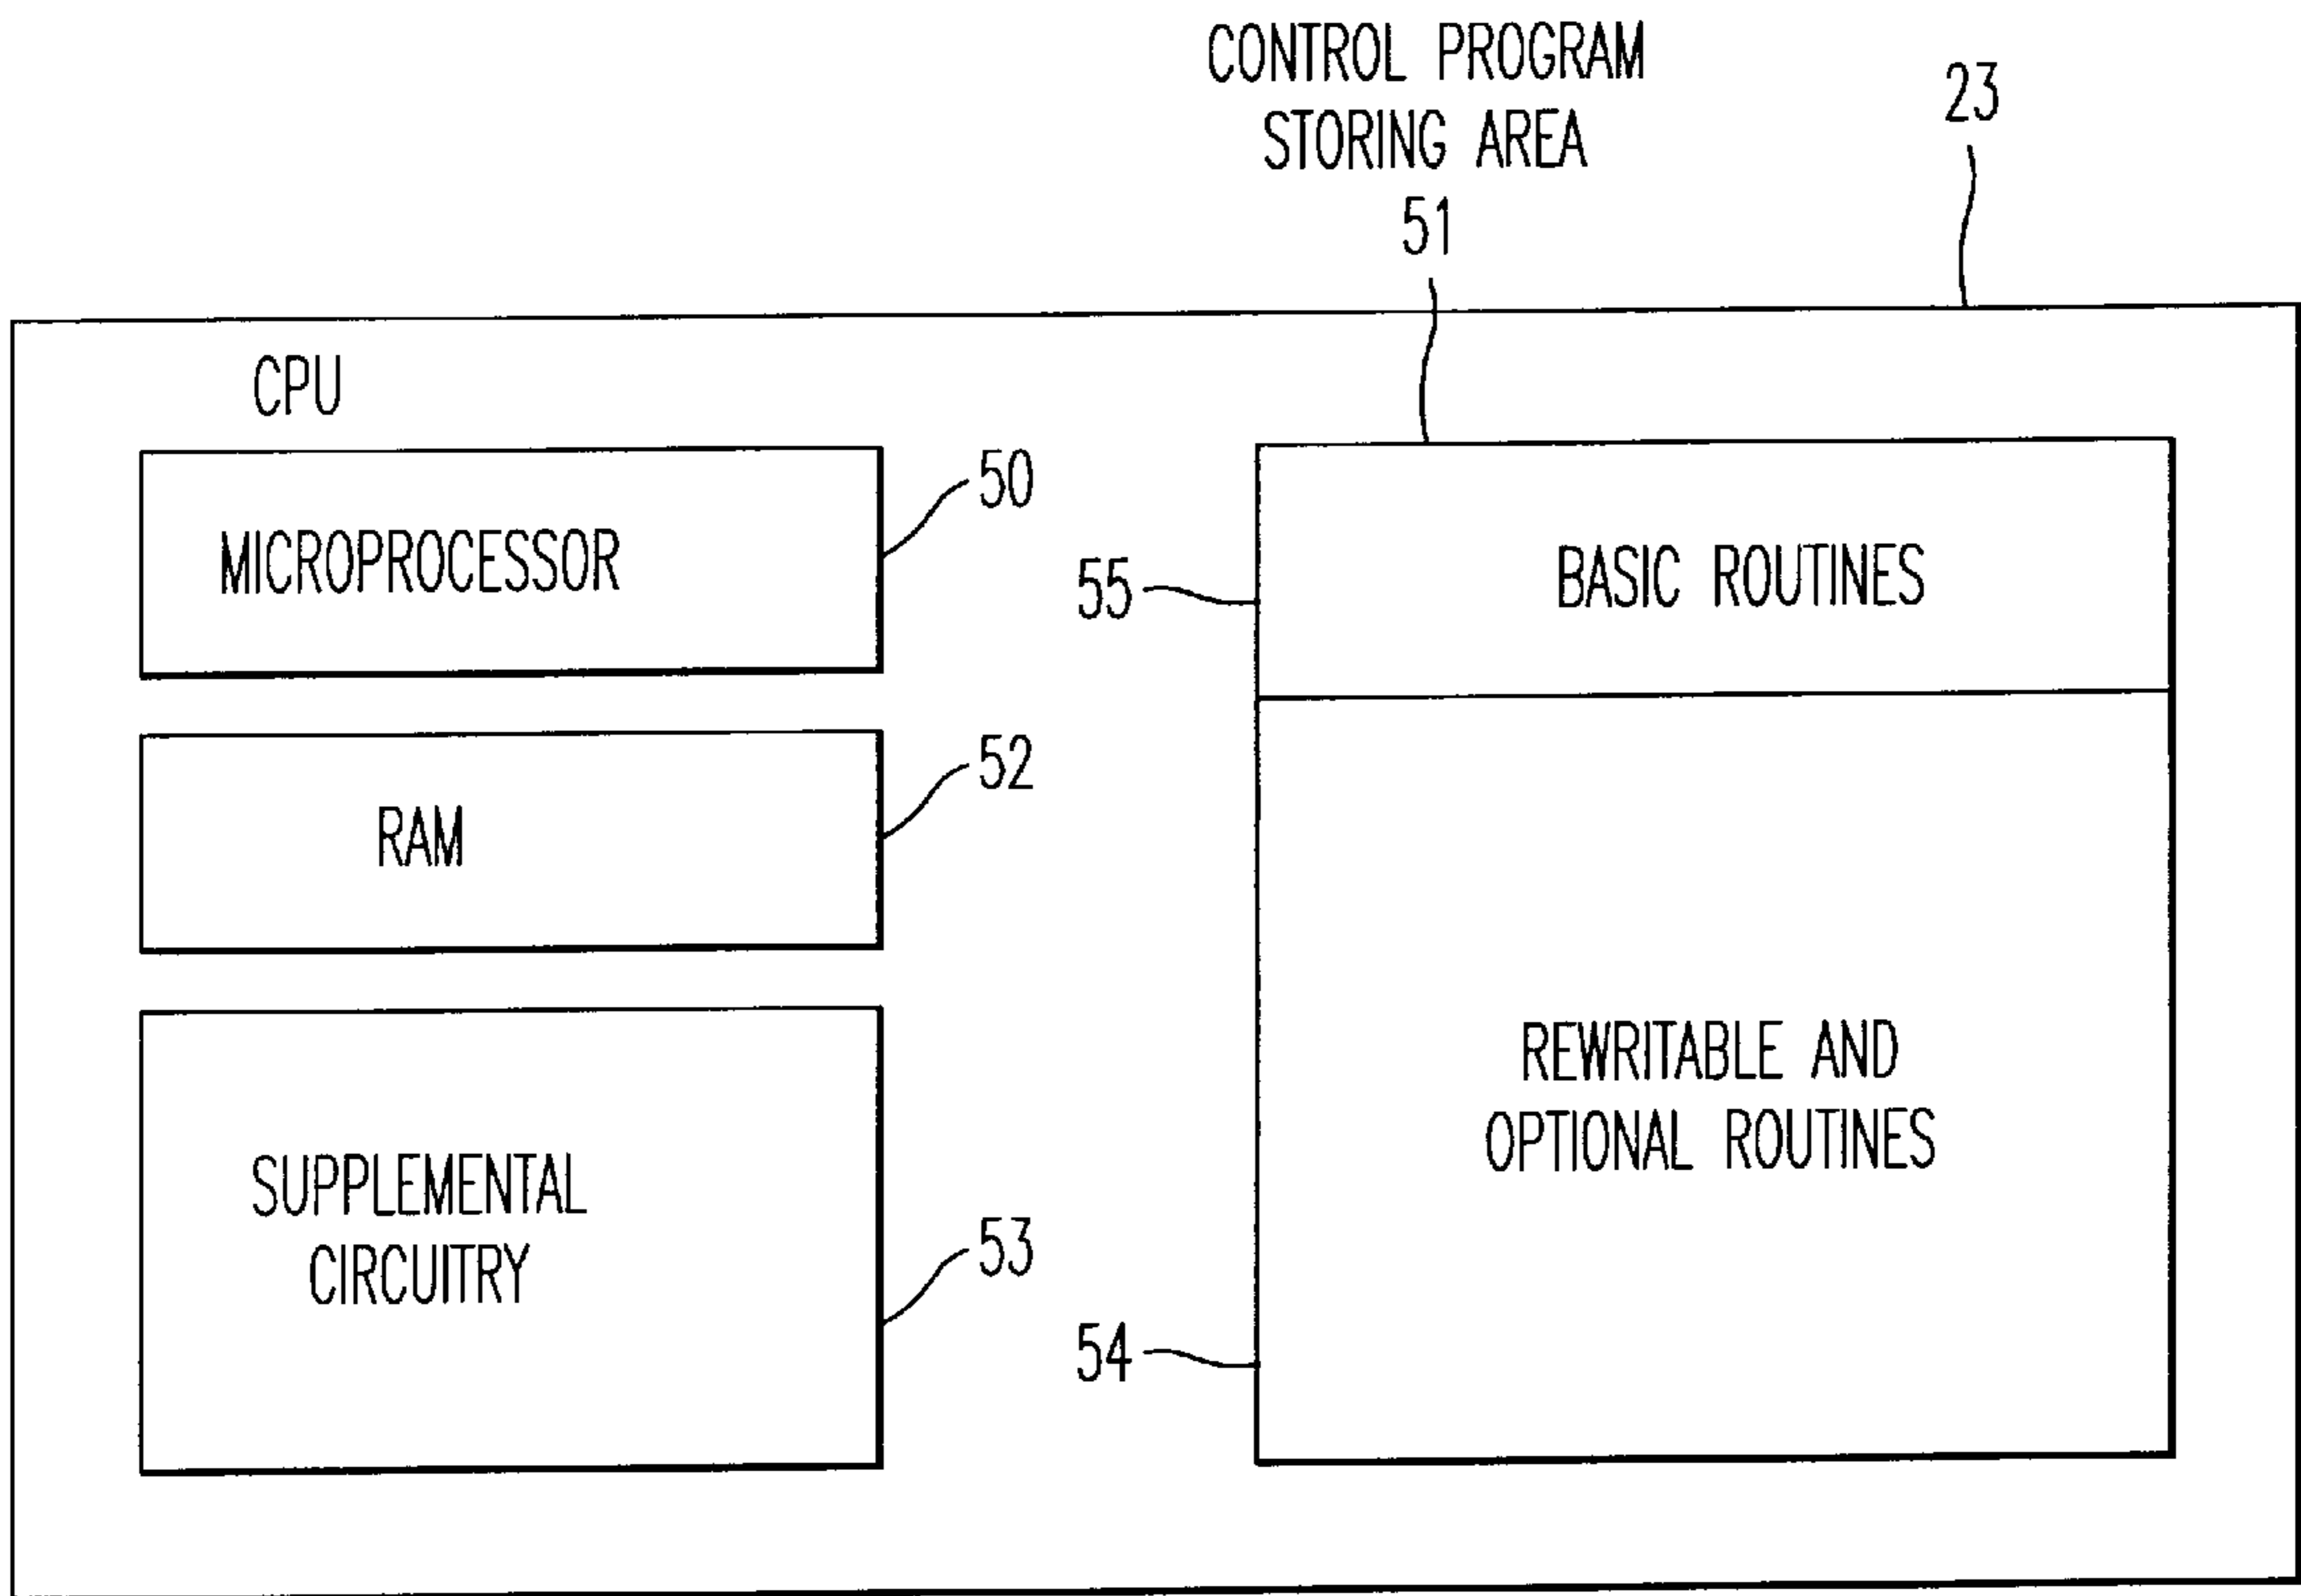 CONTROL PROGRAM
STORING AREA
51
23
CPU
MICROPROCESSOR
50
RAM
52
SUPPLEMENTAL
CIRCUITRY
53
55
BASIC ROUTINES
REWRITABLE AND
OPTIONAL ROUTINES
54